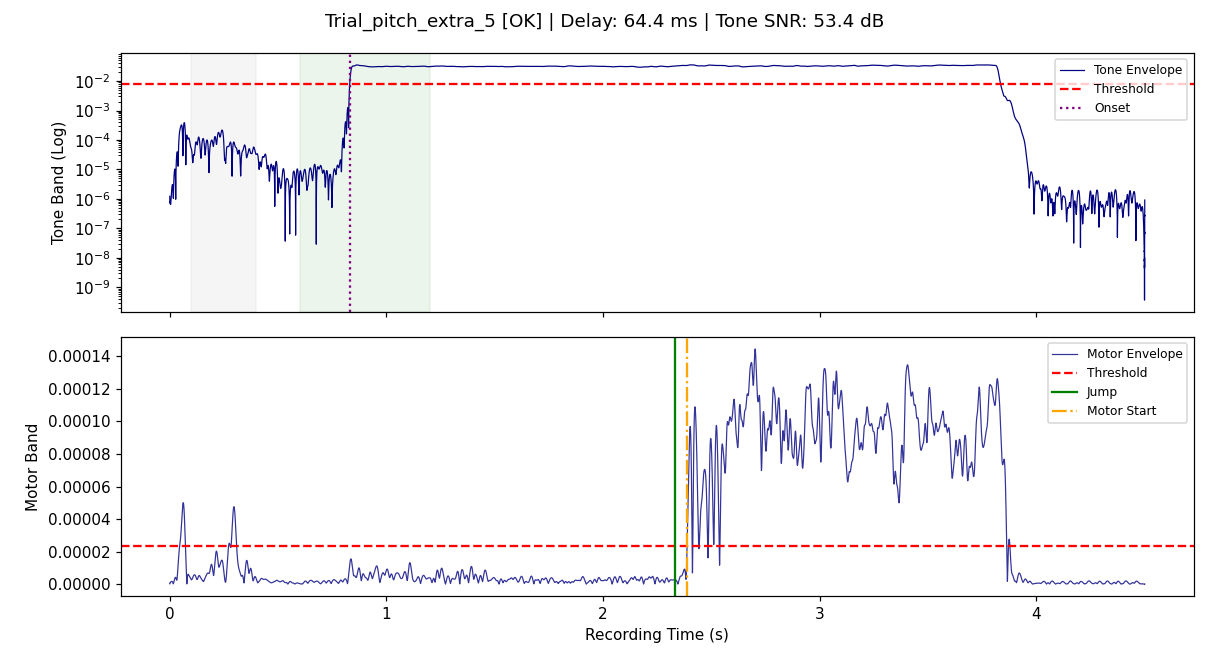 Trial_pitch_extra_5 [OK] | Delay: 64.4 ms | Tone SNR: 53.4 dB
Tone Band (Log)
10⁻²
10⁻³
10⁻⁴
10⁻⁵
10⁻⁶
10⁻⁷
10⁻⁸
10⁻⁹
Tone Envelope
Threshold
Onset
Motor Band
0.00014
0.00012
0.00010
0.00008
0.00006
0.00004
0.00002
0.00000
Motor Envelope
Threshold
Jump
Motor Start
0 1 2 3 4
Recording Time (s)